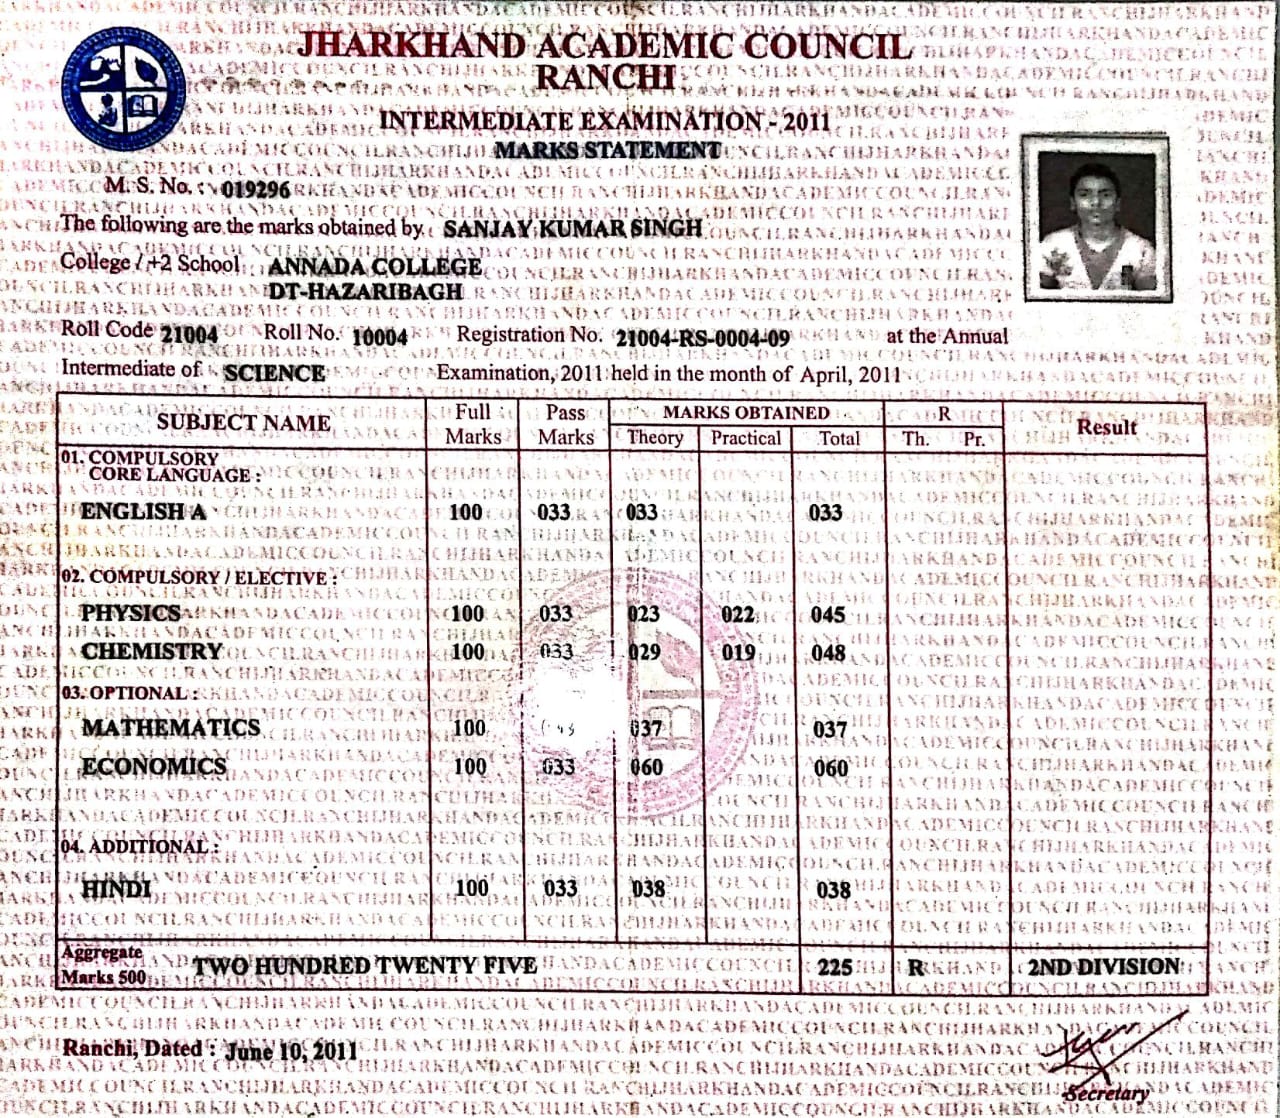 JHARKHAND ACADEMIC COUNCIL
RANCHI
INTERMEDIATE EXAMINATION - 2011
MARKS STATEMENT
M. S. No. : 019296
The following are the marks obtained by : SANJAY KUMAR SINGH
College / +2 School : ANNADA COLLEGE
DT-HAZARIBAGH
Roll Code 21004 Roll No. 10004 Registration No. 21004-RS-0004-09 at the Annual
Intermediate of SCIENCE Examination, 2011 held in the month of April, 2011
SUBJECT NAME Full Marks Pass Marks MARKS OBTAINED R Result
Theory Practical Total Th. Pr.
01. COMPULSORY
CORE LANGUAGE :
ENGLISH A 100 033 033 033
02. COMPULSORY / ELECTIVE :
PHYSICS 100 033 023 022 045
CHEMISTRY 100 033 029 019 048
03. OPTIONAL :
MATHEMATICS 100 037 037
ECONOMICS 100 033 060 060
04. ADDITIONAL :
HINDI 100 033 038 038
Aggregate
Marks 500 TWO HUNDRED TWENTY FIVE 225 R 2ND DIVISION
Ranchi, Dated : June 10, 2011
Secretary